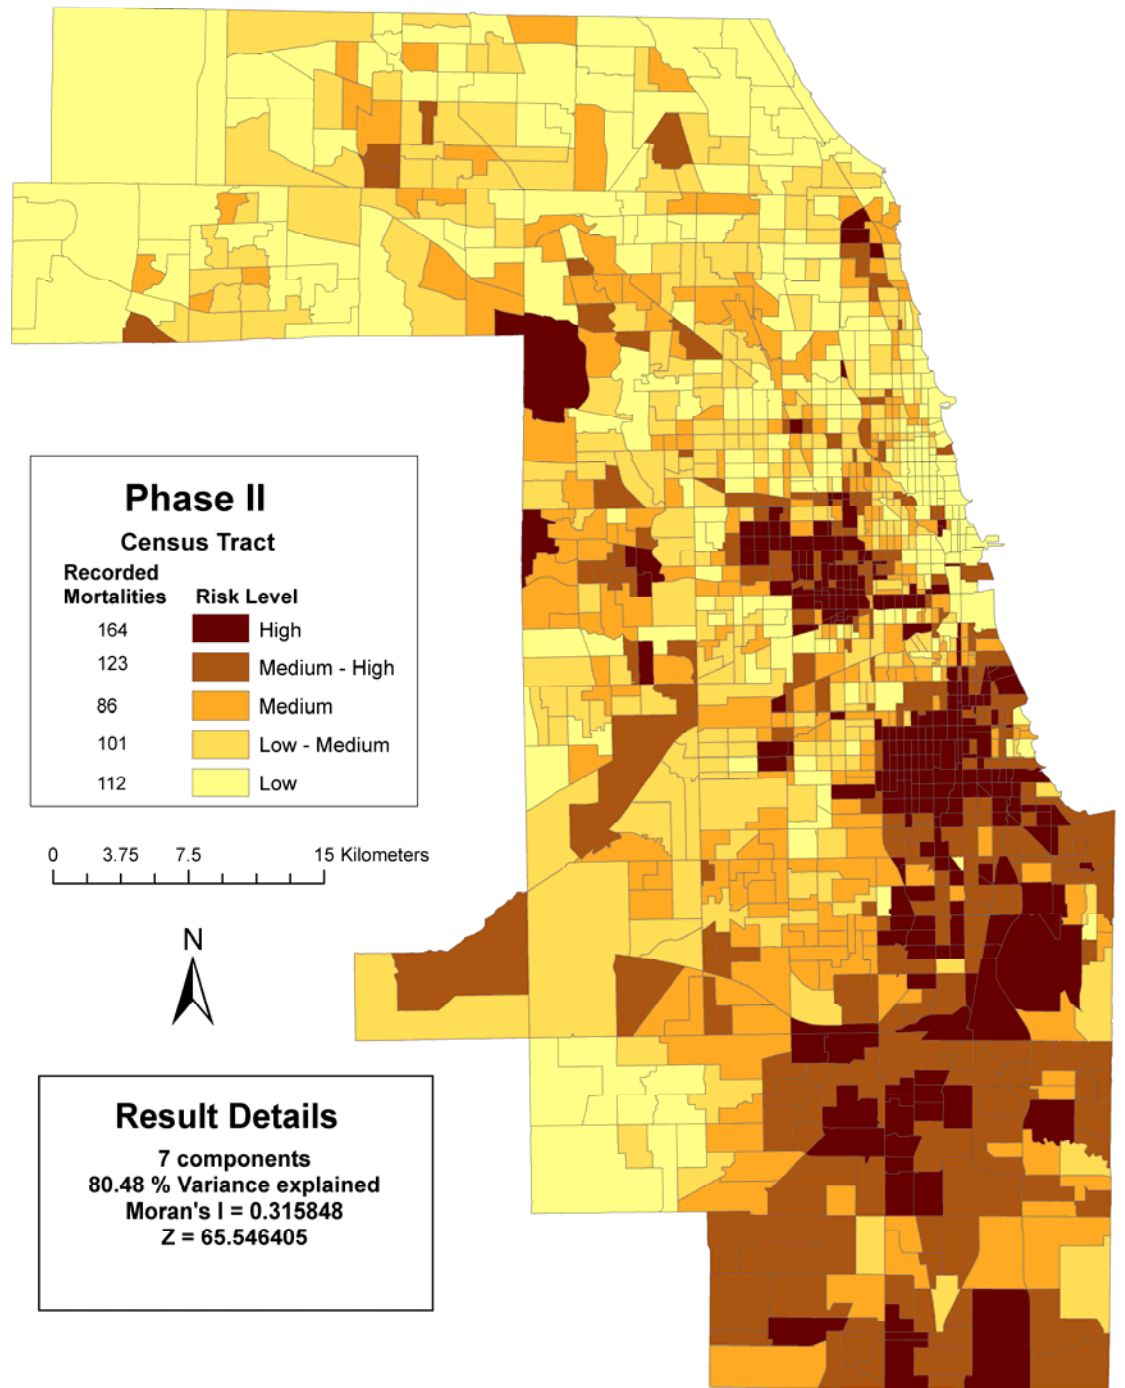 Phase II
Census Tract
Recorded
Mortalities Risk Level
164 High
123 Medium - High
86 Medium
101 Low - Medium
112 Low
0 3.75 7.5 15 Kilometers
N
Result Details
7 components
80.48 % Variance explained
Moran's I = 0.315848
Z = 65.546405